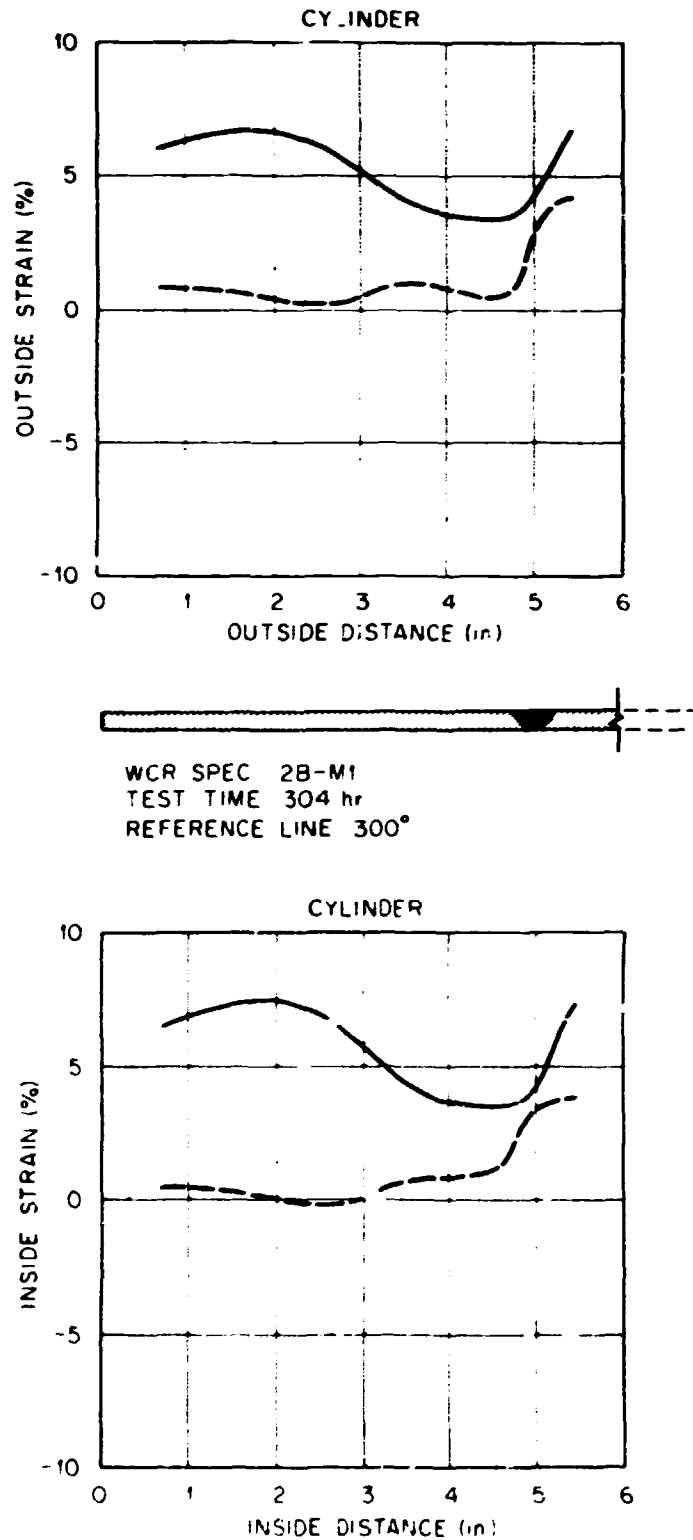 CY_INDER
10
5
0
-5
-10
OUTSIDE STRAIN (%)
0 1 2 3 4 5 6
OUTSIDE DISTANCE (in)
WCR SPEC 2B-M1
TEST TIME 304 hr
REFERENCE LINE 300°
CYLINDER
10
5
0
-5
-10
INSIDE STRAIN (%)
0 1 2 3 4 5 6
INSIDE DISTANCE (in)